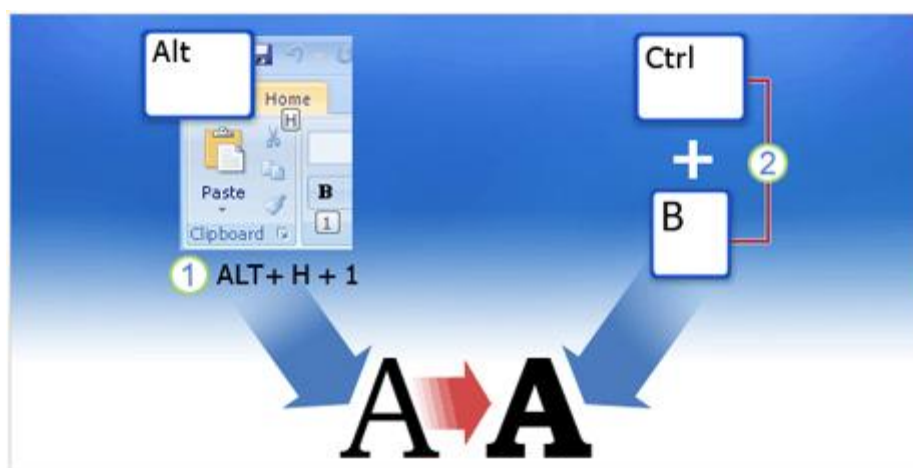 Alt
Home
H
Paste
B
1
Clipboard
1 ALT+ H + 1
Ctrl
+
2
B
A A